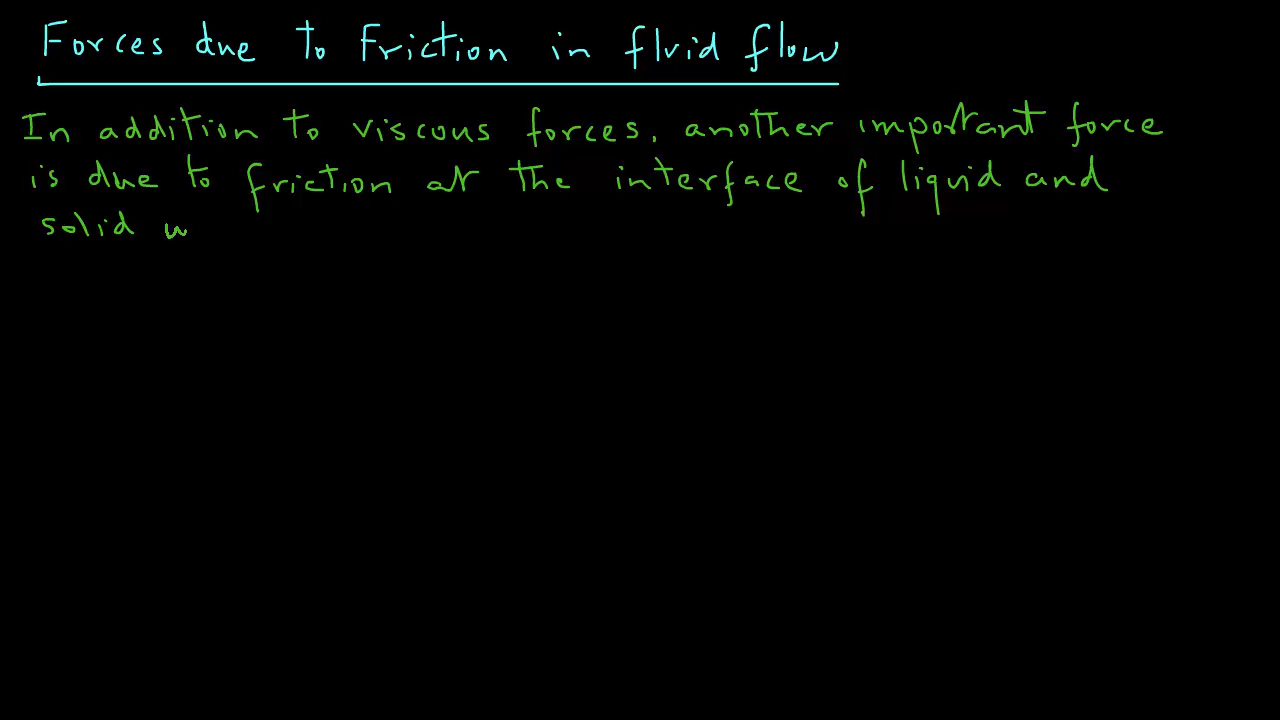 Forces due to Friction in fluid flow
In addition to viscous forces, another important force
is due to friction at the interface of liquid and
solid w